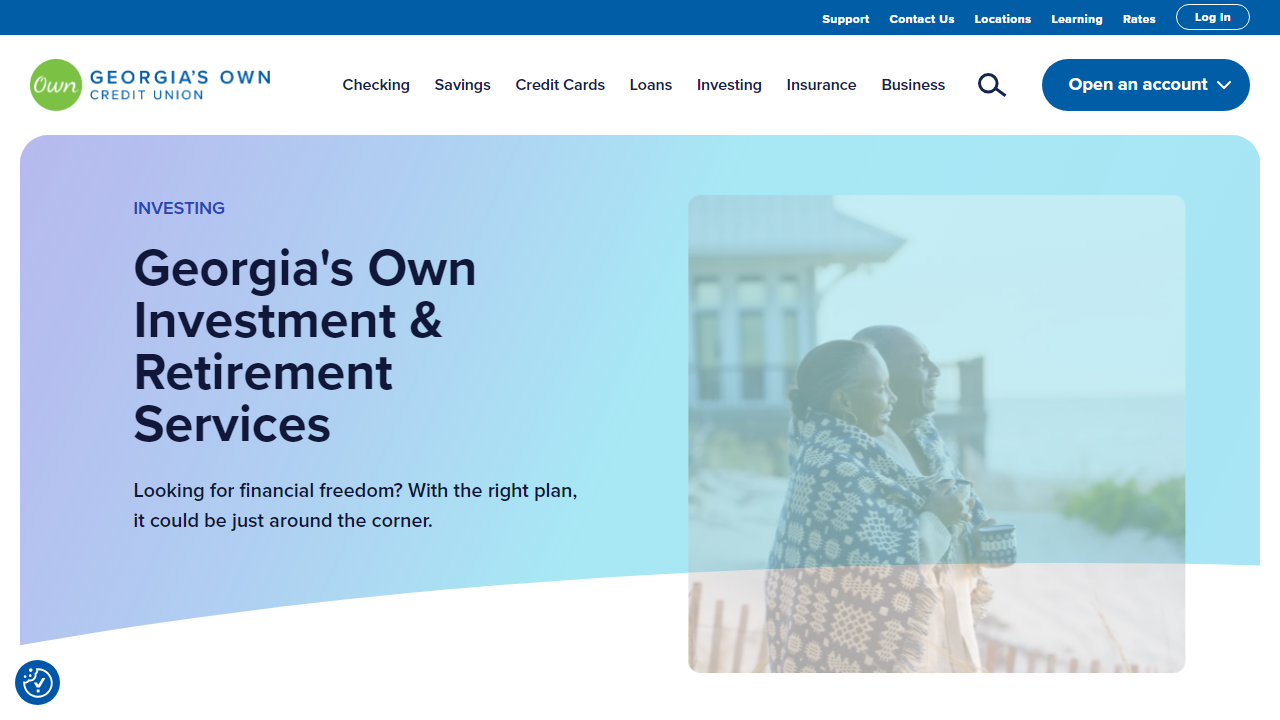 Support Contact Us Locations Learning Rates Log In
Own GEORGIA'S OWN
CREDIT UNION
Checking Savings Credit Cards Loans Investing Insurance Business Open an account
INVESTING
Georgia's Own
Investment &
Retirement
Services
Looking for financial freedom? With the right plan,
it could be just around the corner.